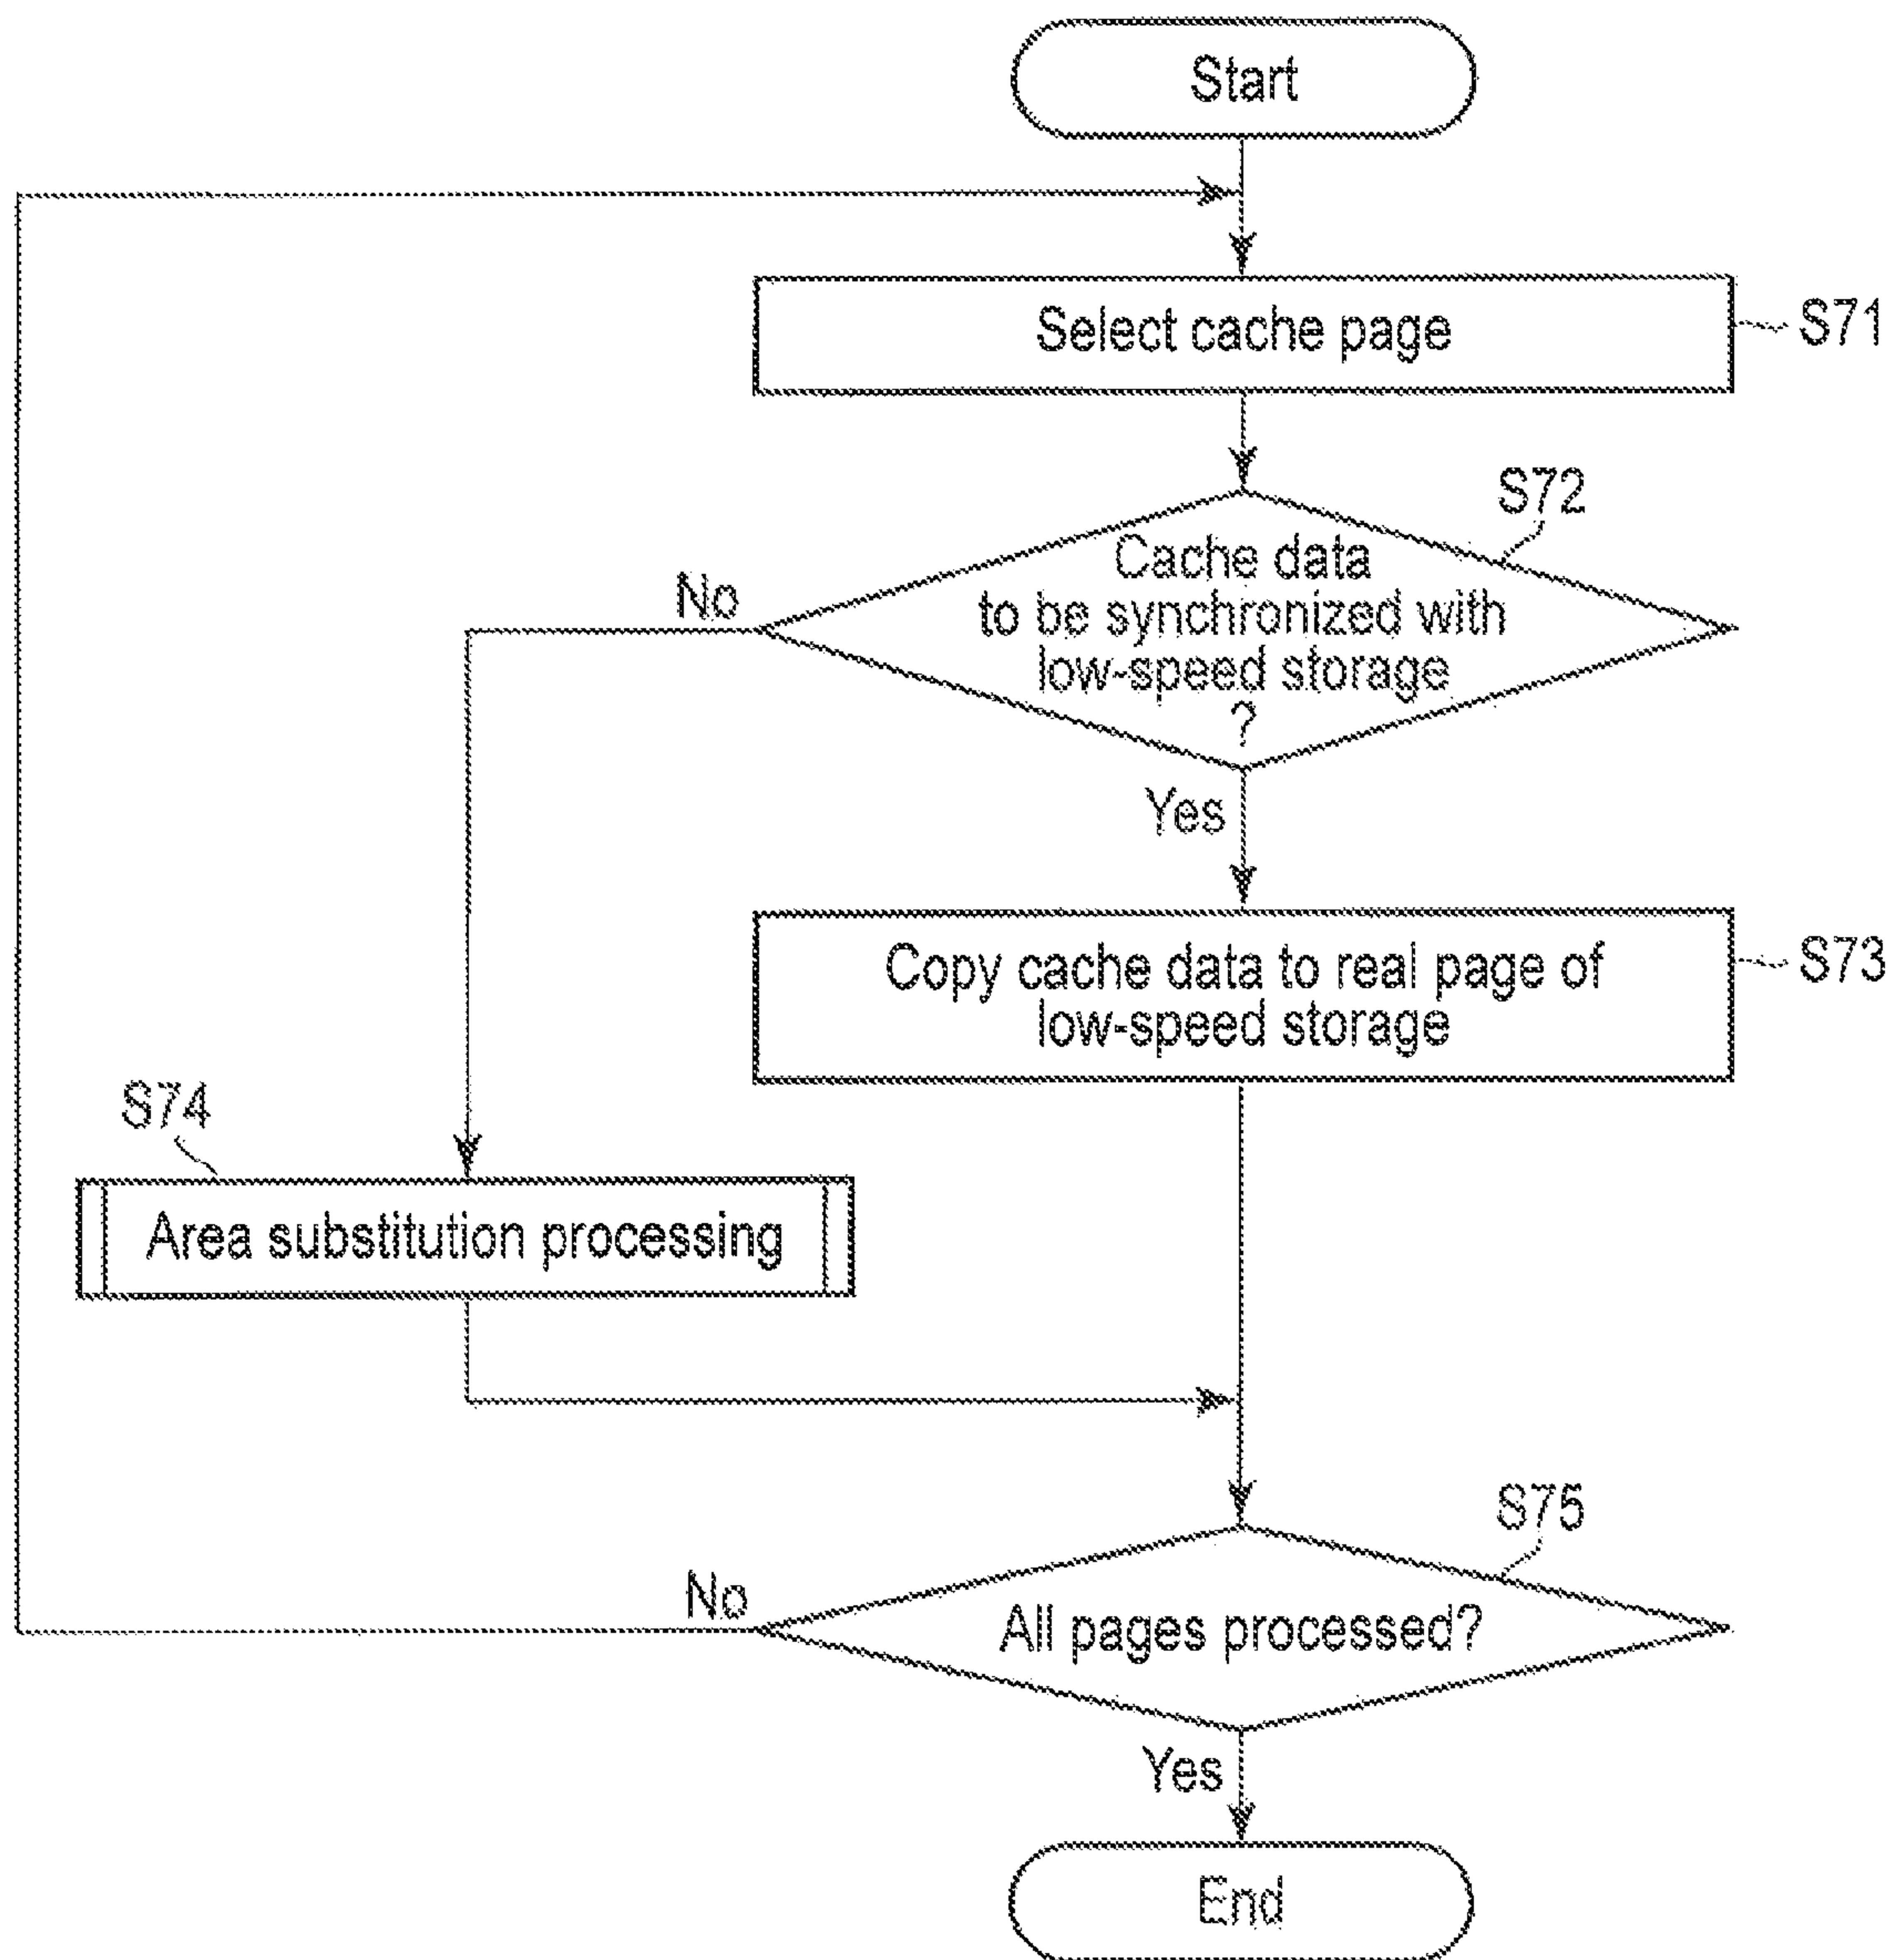 Start
Select cache page
S71
S72
Cache data
to be synchronized with
low-speed storage
?
No
Yes
Copy cache data to real page of
low-speed storage
S73
S74
Area substitution processing
S75
All pages processed?
No
Yes
End